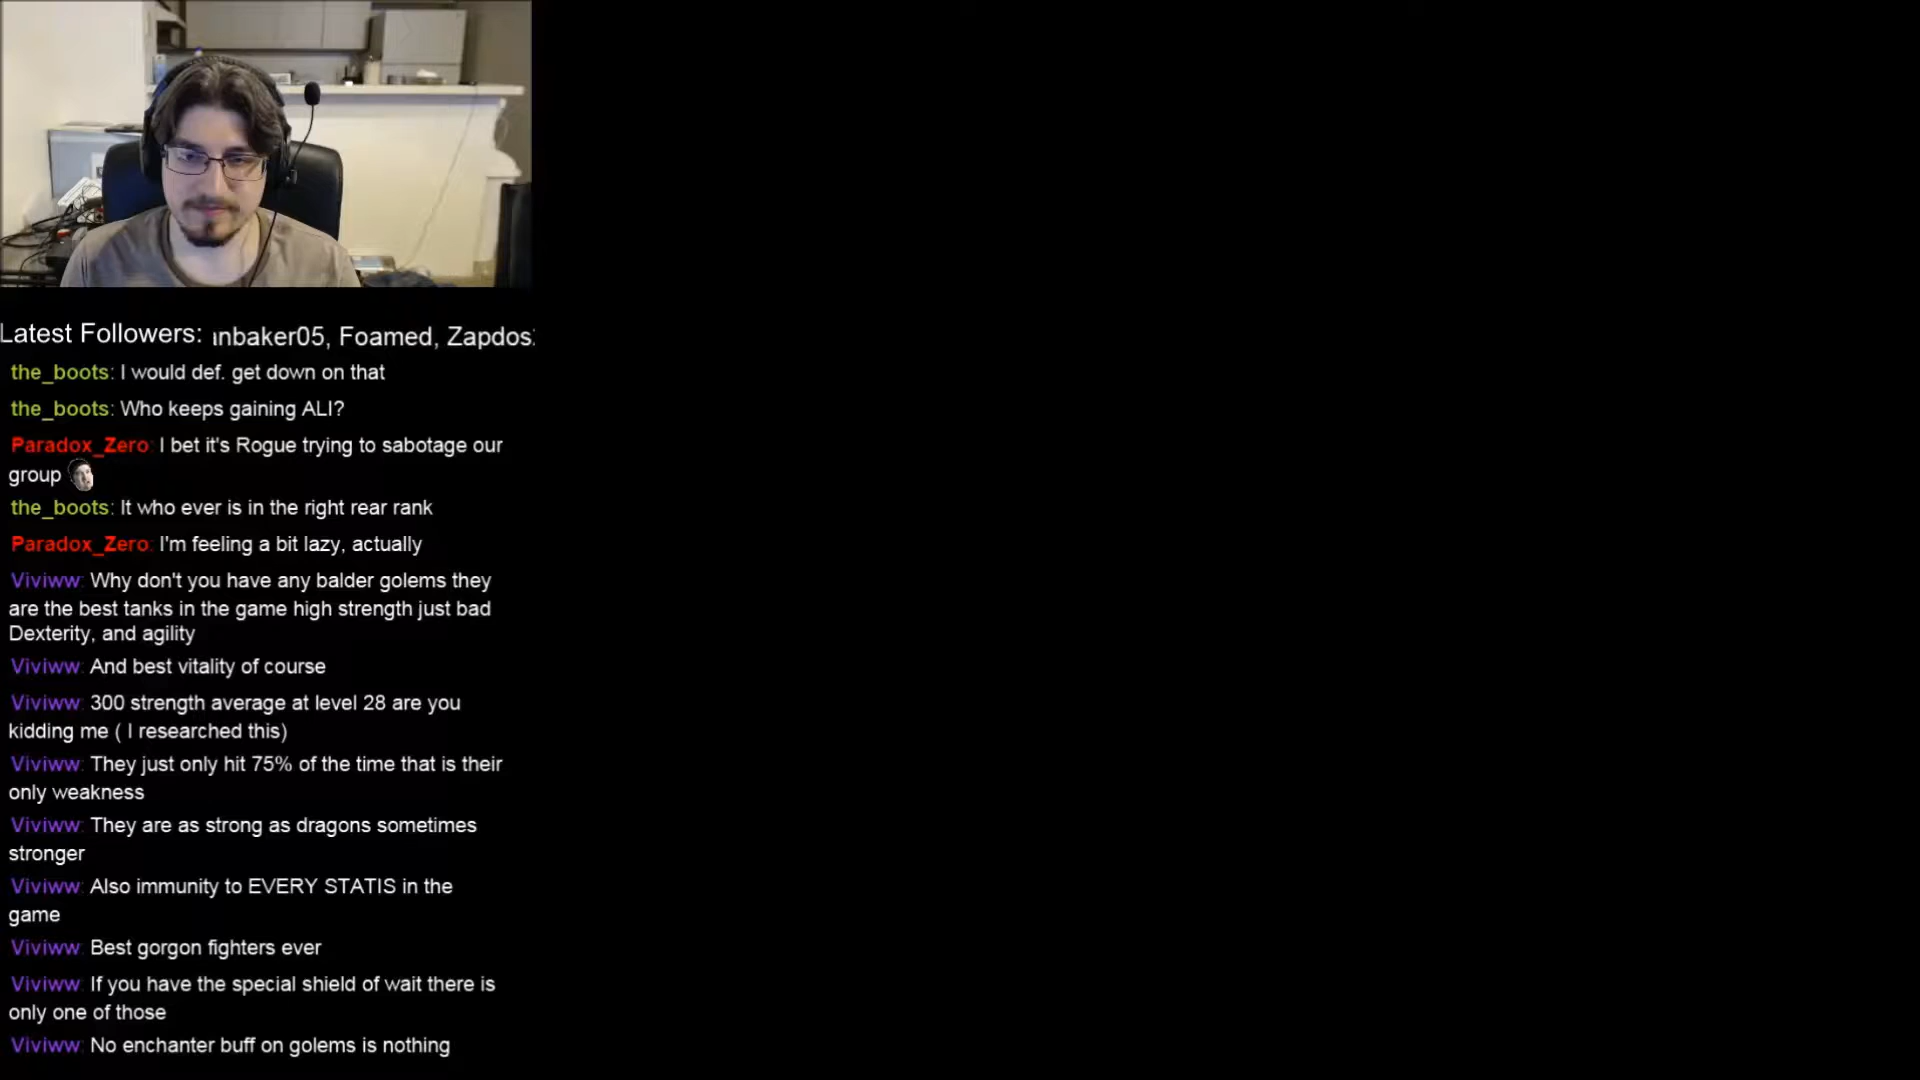 Latest Followers: nbaker05, Foamed, Zapdos
the_boots: I would def. get down on that
the_boots: Who keeps gaining ALI?
Paradox_Zero: I bet it's Rogue trying to sabotage our
group
the_boots: It who ever is in the right rear rank
Paradox_Zero: I'm feeling a bit lazy, actually
Viviww: Why don't you have any balder golems they
are the best tanks in the game high strength just bad
Dexterity, and agility
Viviww: And best vitality of course
Viviww: 300 strength average at level 28 are you
kidding me ( I researched this)
Viviww: They just only hit 75% of the time that is their
only weakness
Viviww: They are as strong as dragons sometimes
stronger
Viviww: Also immunity to EVERY STATIS in the
game
Viviww: Best gorgon fighters ever
Viviww: If you have the special shield of wait there is
only one of those
Viviww: No enchanter buff on golems is nothing